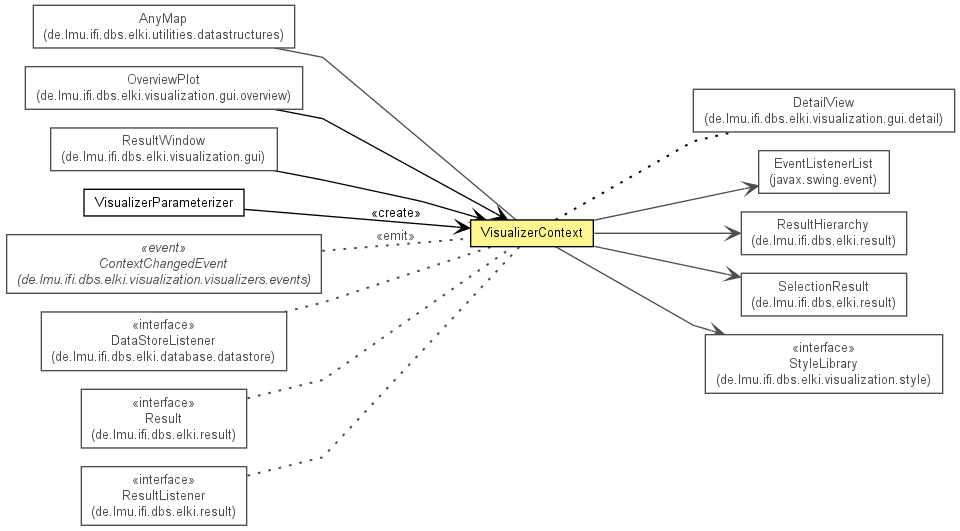 AnyMap
(de.lmu.ifi.dbs.elki.utilities.datastructures)
OverviewPlot
(de.lmu.ifi.dbs.elki.visualization.gui.overview)
ResultWindow
(de.lmu.ifi.dbs.elki.visualization.gui)
VisualizerParameterizer
«create»
«emit»
«event»
ContextChangedEvent
(de.lmu.ifi.dbs.elki.visualization.visualizers.events)
«interface»
DataStoreListener
(de.lmu.ifi.dbs.elki.database.datastore)
«interface»
Result
(de.lmu.ifi.dbs.elki.result)
«interface»
ResultListener
(de.lmu.ifi.dbs.elki.result)
VisualizerContext
DetailView
(de.lmu.ifi.dbs.elki.visualization.gui.detail)
EventListenerList
(javax.swing.event)
ResultHierarchy
(de.lmu.ifi.dbs.elki.result)
SelectionResult
(de.lmu.ifi.dbs.elki.result)
«interface»
StyleLibrary
(de.lmu.ifi.dbs.elki.visualization.style)